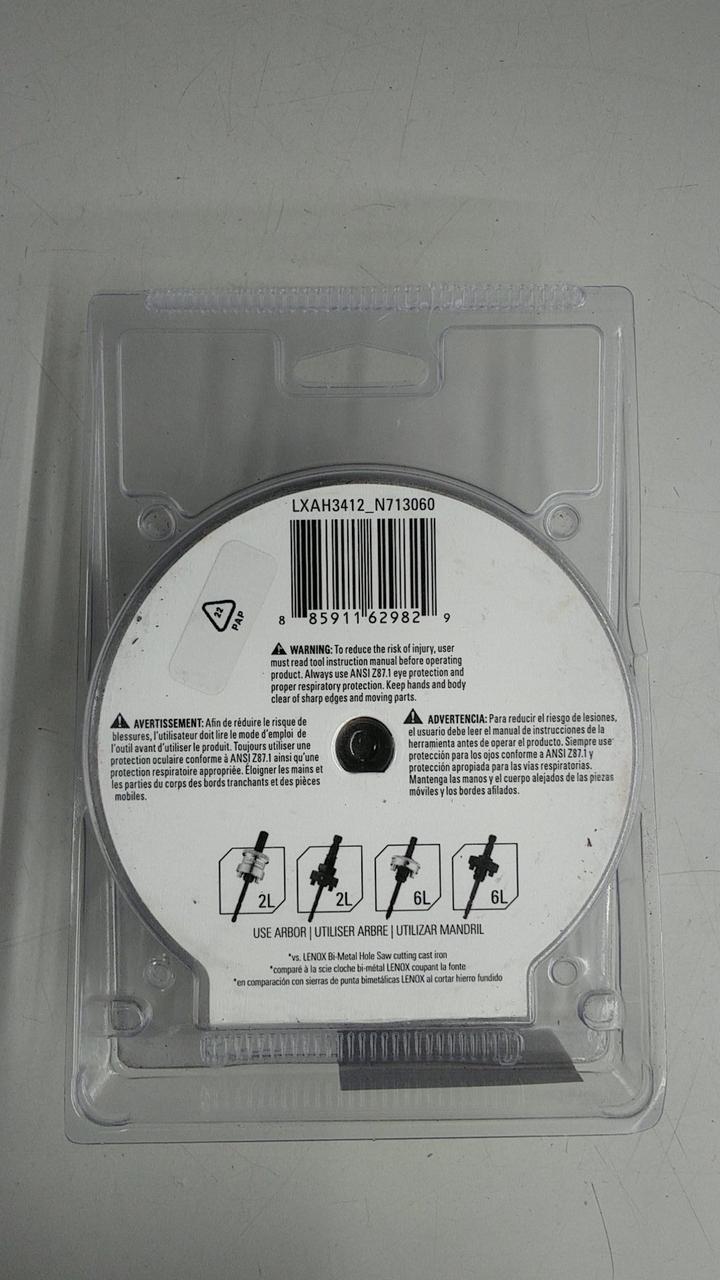 LXAH3412_N713060
8 85911 62982 9
22
PAP
WARNING: To reduce the risk of injury, user
must read tool instruction manual before operating
product. Always use ANSI Z87.1 eye protection and
proper respiratory protection. Keep hands and body
clear of sharp edges and moving parts.
AVERTISSEMENT: Afin de réduire le risque de
blessures, l'utilisateur doit lire le mode d'emploi de
l'outil avant d'utiliser le produit. Toujours utiliser une
protection oculaire conforme à ANSI Z87.1 ainsi qu'une
protection respiratoire appropriée. Éloigner les mains et
les parties du corps des bords tranchants et des pièces
mobiles.
ADVERTENCIA: Para reducir el riesgo de lesiones,
el usuario debe leer el manual de instrucciones de la
herramienta antes de operar el producto. Siempre use
protección para los ojos conforme a ANSI Z87.1 y
protección apropiada para las vías respiratorias.
Mantenga las manos y el cuerpo alejados de las piezas
móviles y los bordes afilados.
2L 2L 6L 6L
USE ARBOR | UTILISER ARBRE | UTILIZAR MANDRIL
*vs. LENOX Bi-Metal Hole Saw cutting cast iron
*comparé à la scie cloche bi-métal LENOX coupant la fonte
*en comparación con sierras de punta bimetálicas LENOX al cortar hierro fundido